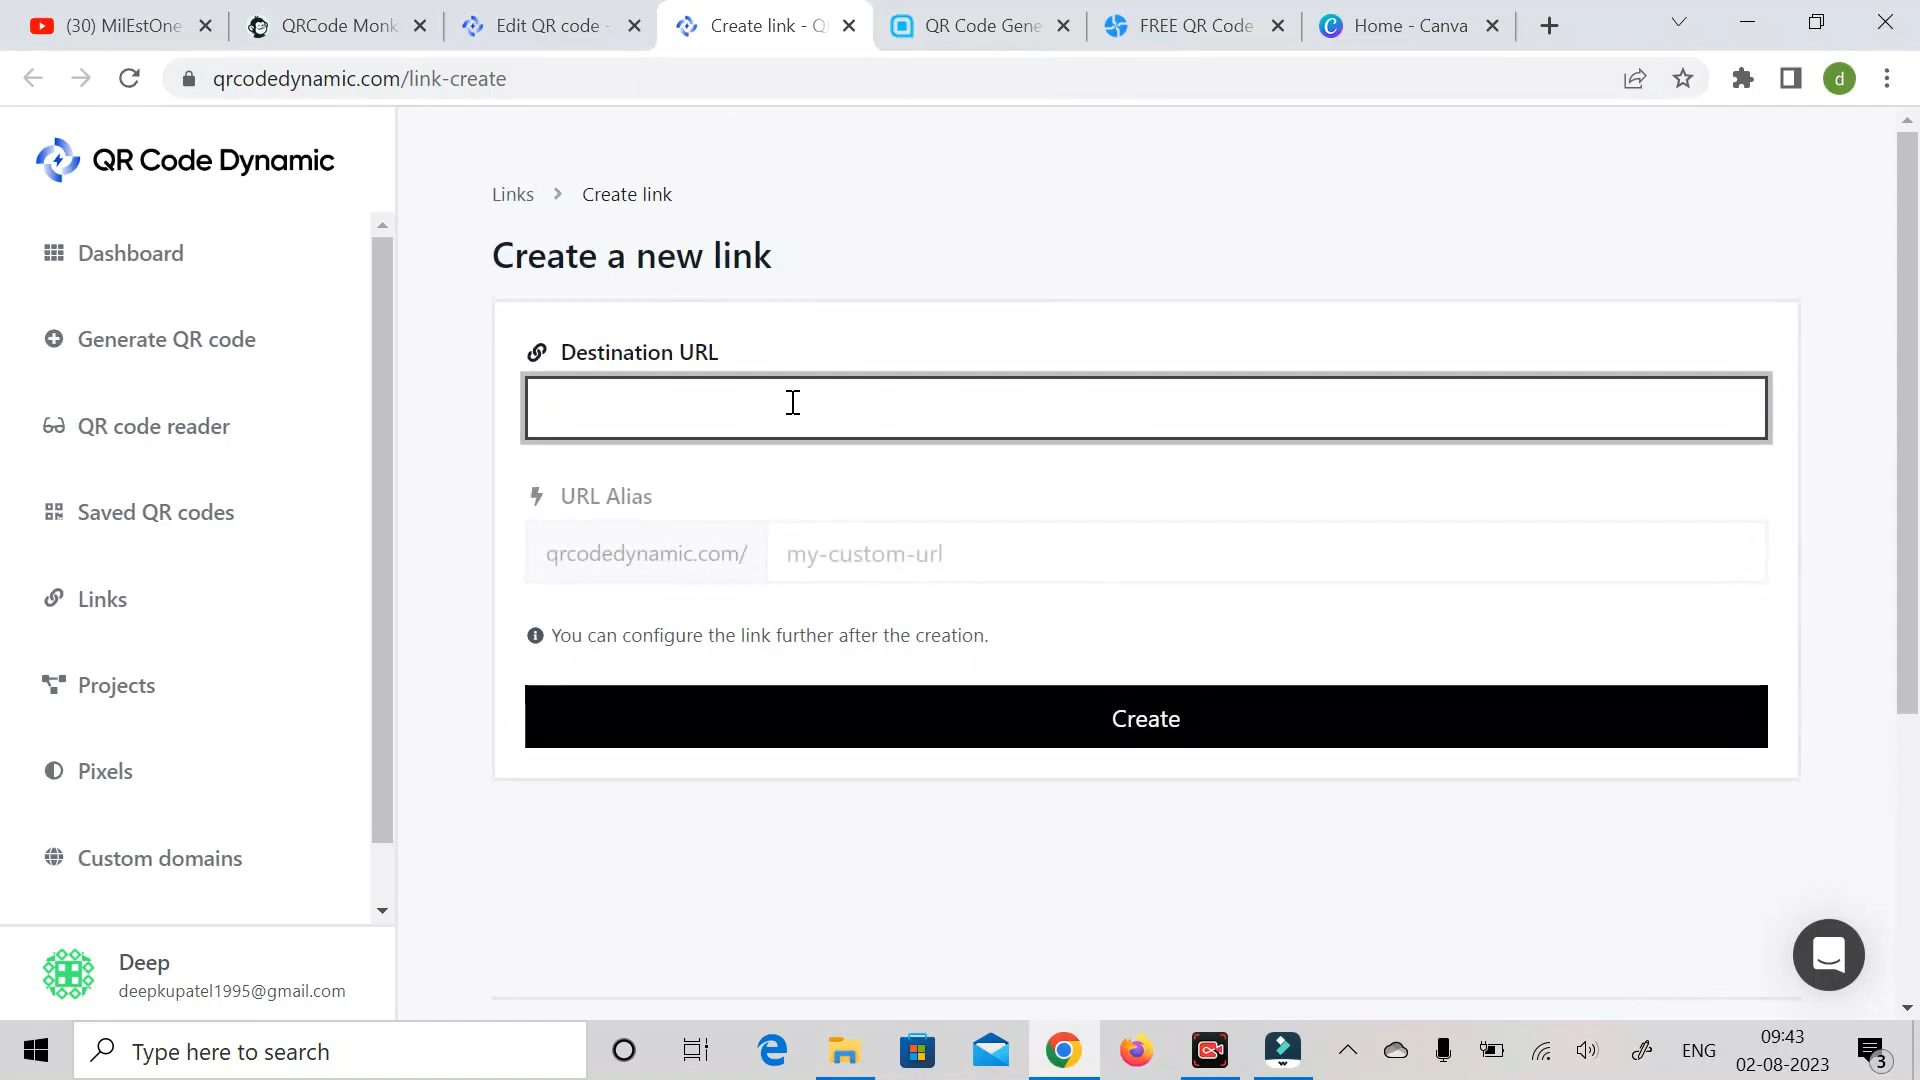 (30) MilEstOne
QRCode Monk
Edit QR code -
Create link - Q
QR Code Gene
FREE QR Code
Home - Canva
qrcodedynamic.com/link-create
d
QR Code Dynamic
Dashboard
Generate QR code
QR code reader
Saved QR codes
Links
Projects
Pixels
Custom domains
Deep
deepkupatel1995@gmail.com
Links > Create link
Create a new link
Destination URL
URL Alias
qrcodedynamic.com/ my-custom-url
You can configure the link further after the creation.
Create
Type here to search
ENG
09:43
02-08-2023
3